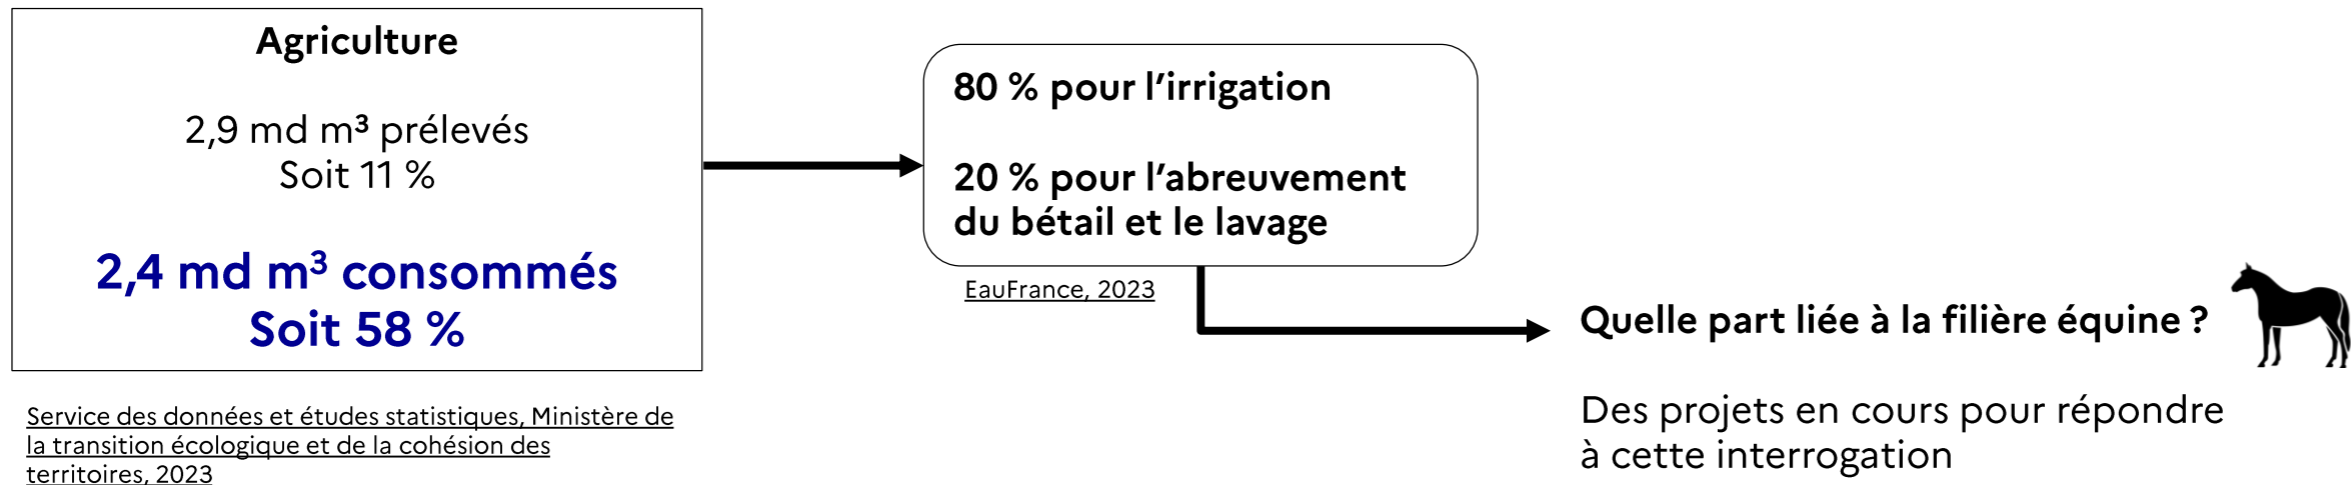 Agriculture
2,9 md m³ prélevés
Soit 11 %
2,4 md m³ consommés
Soit 58 %
Service des données et études statistiques, Ministère de
la transition écologique et de la cohésion des
territoires, 2023
80 % pour l’irrigation
20 % pour l’abreuvement
du bétail et le lavage
EauFrance, 2023
Quelle part liée à la filière équine ?
Des projets en cours pour répondre
à cette interrogation